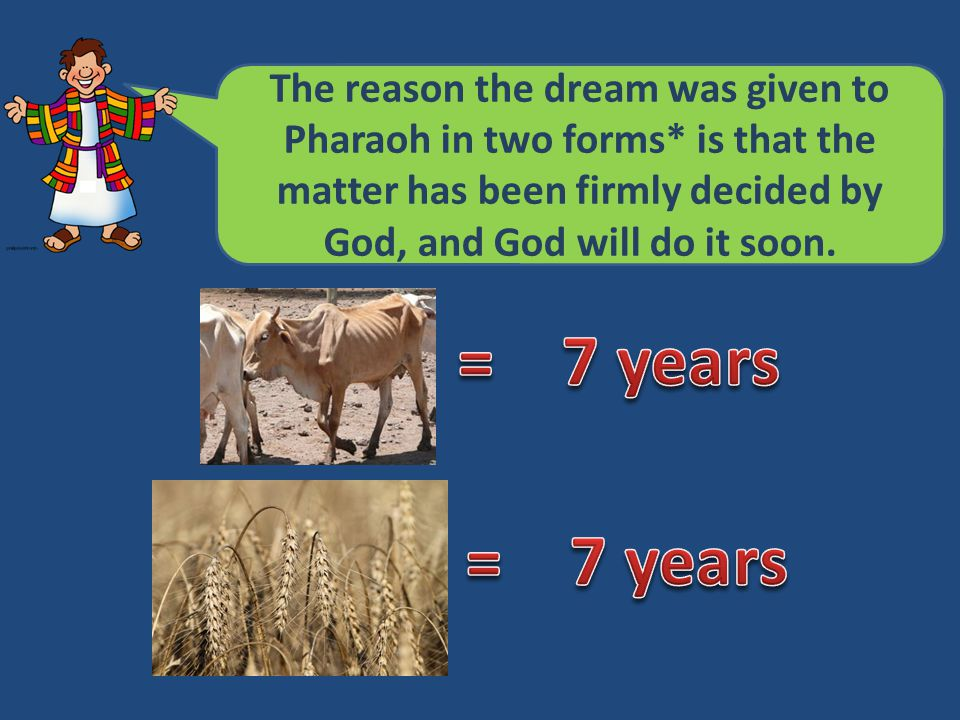 The reason the dream was given to
Pharaoh in two forms* is that the
matter has been firmly decided by
God, and God will do it soon.
= 7 years
= 7 years